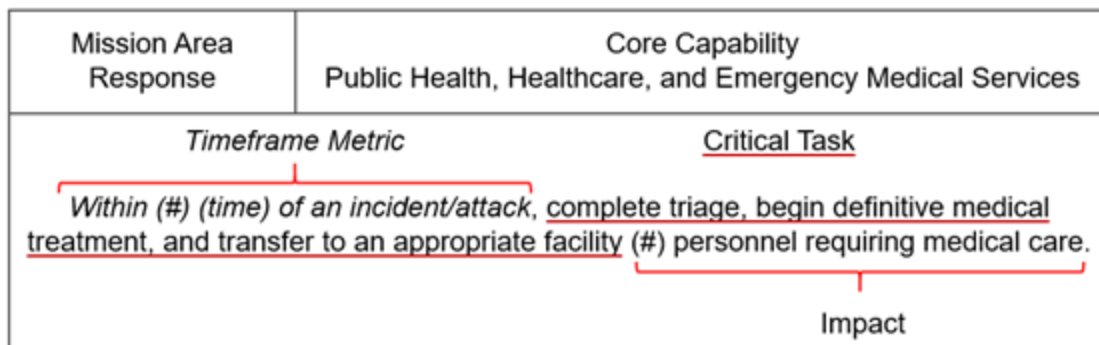 Mission Area
Response
Core Capability
Public Health, Healthcare, and Emergency Medical Services
Timeframe Metric
Critical Task
Within (#) (time) of an incident/attack, complete triage, begin definitive medical
treatment, and transfer to an appropriate facility (#) personnel requiring medical care.
Impact